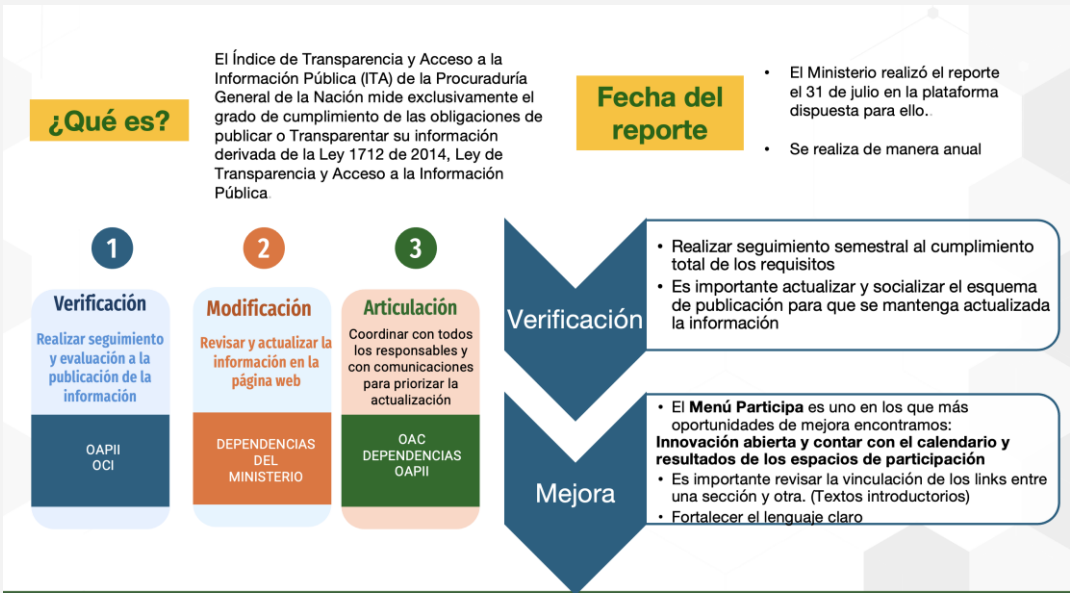 ¿Qué es?
El Índice de Transparencia y Acceso a la
Información Pública (ITA) de la Procuraduría
General de la Nación mide exclusivamente el
grado de cumplimiento de las obligaciones de
publicar o Transparentar su información
derivada de la Ley 1712 de 2014, Ley de
Transparencia y Acceso a la Información
Pública.
Fecha del
reporte
• El Ministerio realizó el reporte
el 31 de julio en la plataforma
dispuesta para ello..
• Se realiza de manera anual
1
Verificación
Realizar seguimiento
y evaluación a la
publicación de la
información
OAPII
OCI
2
Modificación
Revisar y actualizar la
información en la
página web
DEPENDENCIAS
DEL
MINISTERIO
3
Articulación
Coordinar con todos
los responsables y
con comunicaciones
para priorizar la
actualización
OAC
DEPENDENCIAS
OAPII
Verificación
• Realizar seguimiento semestral al cumplimiento
total de los requisitos
• Es importante actualizar y socializar el esquema
de publicación para que se mantenga actualizada
la información
Mejora
• El Menú Participa es uno en los que más
oportunidades de mejora encontramos:
Innovación abierta y contar con el calendario y
resultados de los espacios de participación
• Es importante revisar la vinculación de los links entre
una sección y otra. (Textos introductorios)
• Fortalecer el lenguaje claro